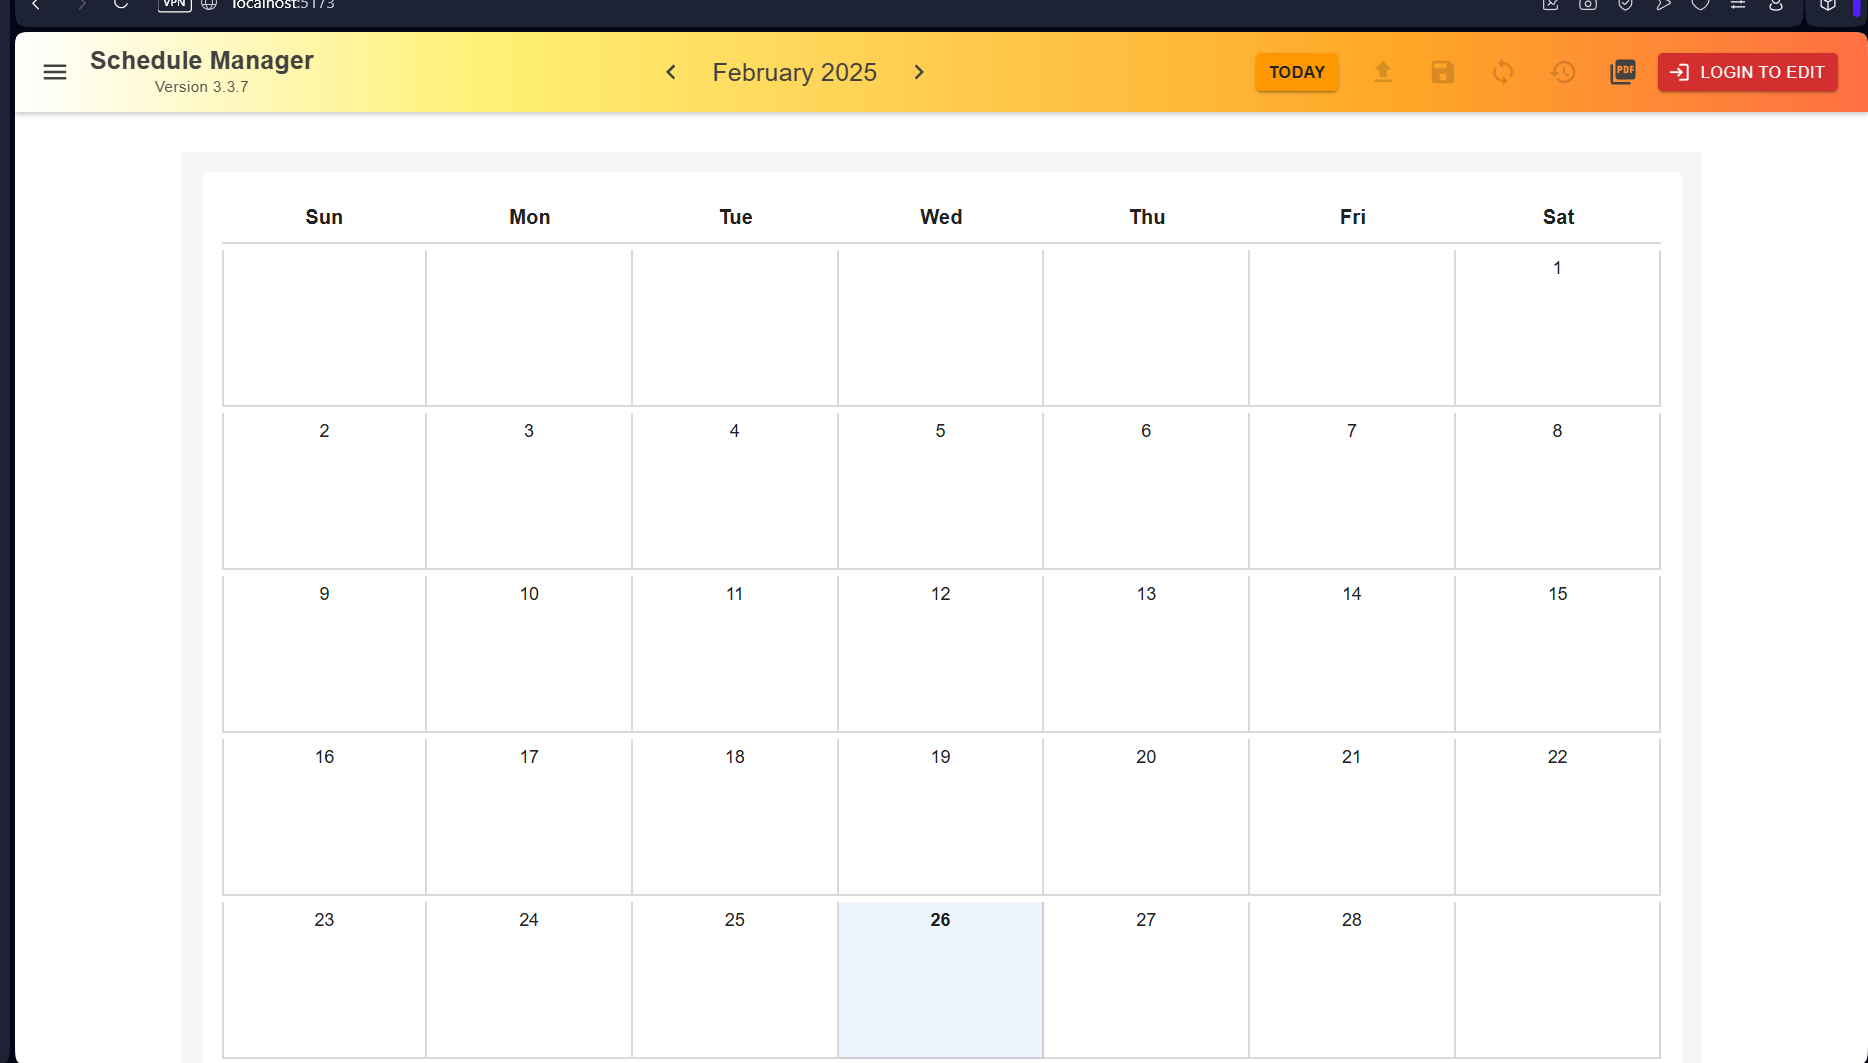 VPN localhost:5173
Schedule Manager
Version 3.3.7
February 2025
TODAY
PDF
LOGIN TO EDIT
Sun Mon Tue Wed Thu Fri Sat
1
2 3 4 5 6 7 8
9 10 11 12 13 14 15
16 17 18 19 20 21 22
23 24 25 26 27 28